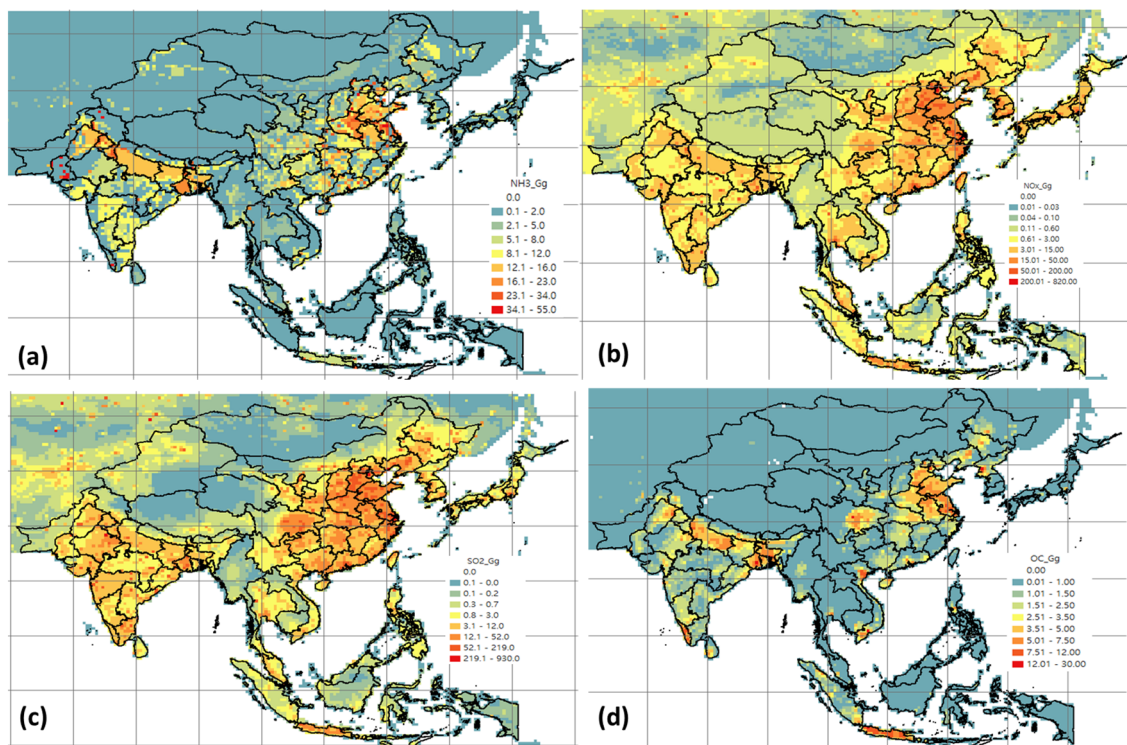 NH3_Gg
0.0
0.1 - 2.0
2.1 - 5.0
5.1 - 8.0
8.1 - 12.0
12.1 - 16.0
16.1 - 23.0
23.1 - 34.0
34.1 - 55.0
(a)
NOx_Gg
0.00
0.01 - 0.03
0.04 - 0.10
0.11 - 0.60
0.61 - 3.00
3.01 - 15.00
15.01 - 50.00
50.01 - 200.00
200.01 - 820.00
(b)
SO2_Gg
0.0
0.1 - 0.2
0.3 - 0.7
0.8 - 3.0
3.1 - 12.0
12.1 - 52.0
52.1 - 219.0
219.1 - 930.0
(c)
OC_Gg
0.00
0.01 - 1.00
1.01 - 1.50
1.51 - 2.50
2.51 - 3.50
3.51 - 5.00
5.01 - 7.50
7.51 - 12.00
12.01 - 30.00
(d)